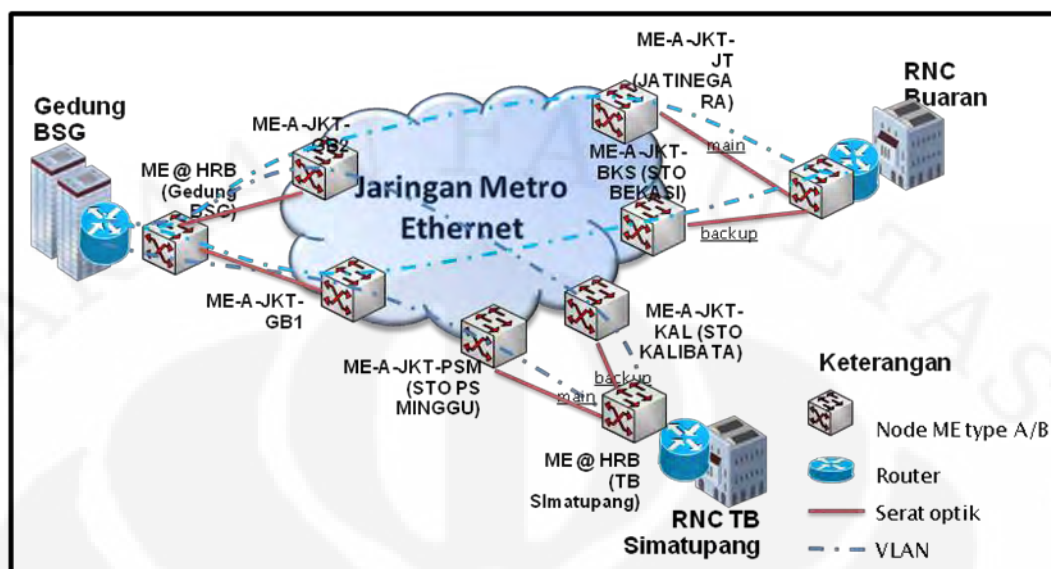 Gedung
BSG
ME @ HRB
(Gedung
BSG)
ME-A-JKT-
GB2
ME-A-JKT-
GB1
Jaringan Metro
Ethernet
ME-A-JKT-
JT
(JATINEGA
RA)
main
ME-A-JKT-
BKS (STO
BEKASI)
backup
RNC
Buaran
ME-A-JKT-PSM
(STO PS
MINGGU)
ME-A-JKT-
KAL (STO
KALIBATA)
backup
main
ME @ HRB
(TB
SImatupang)
RNC TB
Simatupang
Keterangan
Node ME type A/B
Router
Serat optik
VLAN